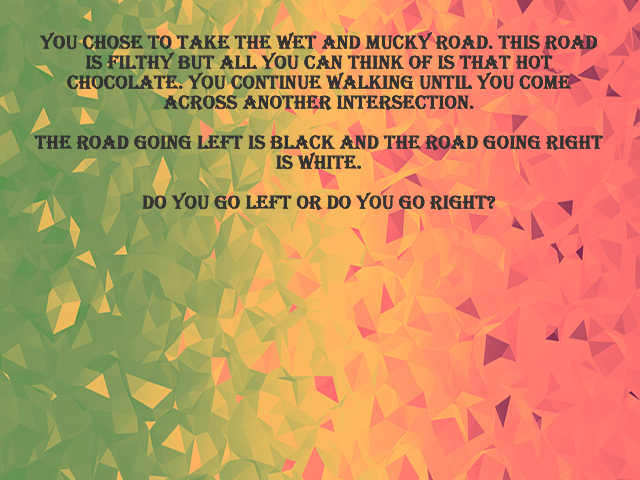 YOU CHOSE TO TAKE THE WET AND MUCKY ROAD. THIS ROAD
IS FILTHY BUT ALL YOU CAN THINK OF IS THAT HOT
CHOCOLATE. YOU CONTINUE WALKING UNTIL YOU COME
ACROSS ANOTHER INTERSECTION.
THE ROAD GOING LEFT IS BLACK AND THE ROAD GOING RIGHT
IS WHITE.
DO YOU GO LEFT OR DO YOU GO RIGHT?